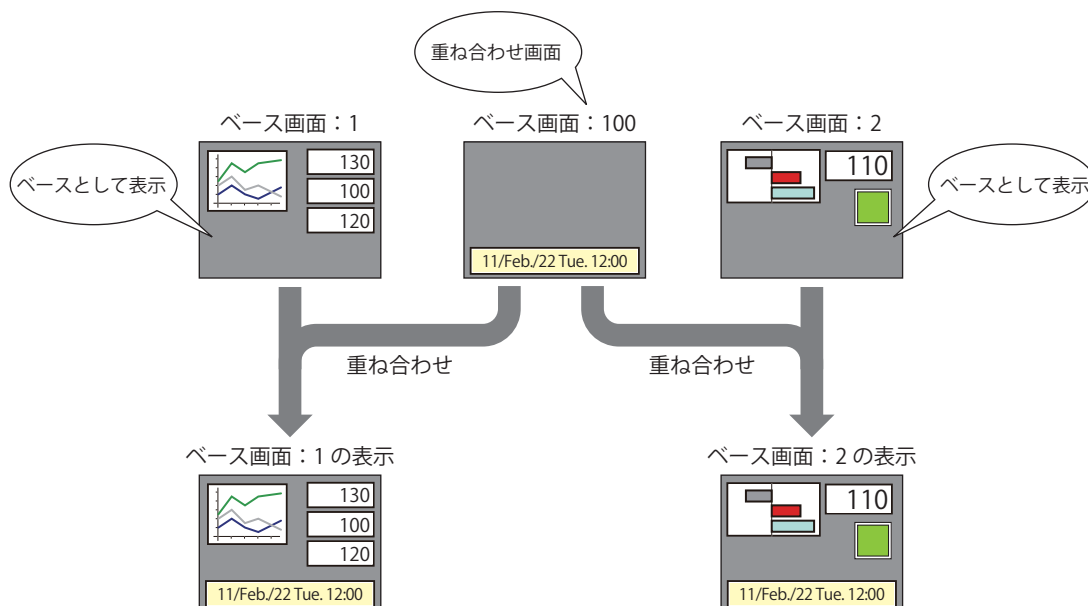 重ね合わせ画面
ベース画面：1
ベース画面：100
ベース画面：2
ベースとして表示
130
100
120
11/Feb./22 Tue. 12:00
110
ベースとして表示
重ね合わせ
重ね合わせ
ベース画面：1 の表示
ベース画面：2 の表示
130
100
120
11/Feb./22 Tue. 12:00
110
11/Feb./22 Tue. 12:00